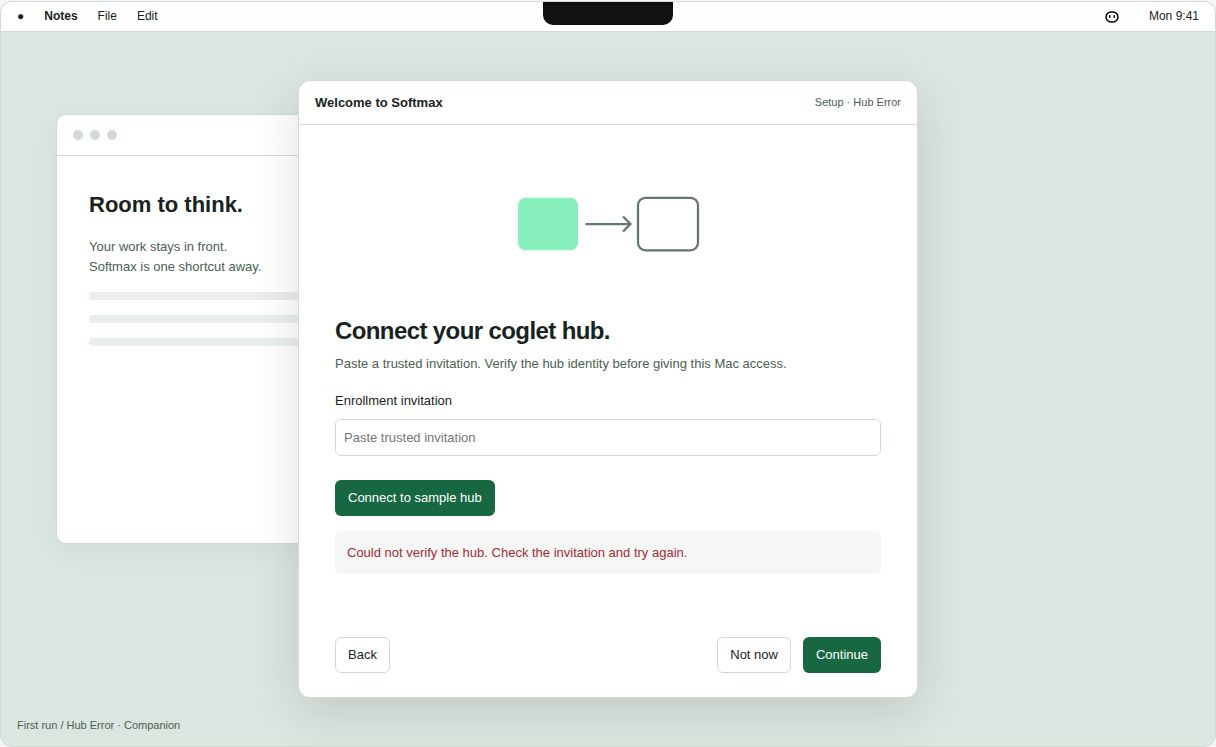 Notes File Edit
Mon 9:41
Welcome to Softmax
Setup · Hub Error
Room to think.
Your work stays in front.
Softmax is one shortcut away.
Connect your coglet hub.
Paste a trusted invitation. Verify the hub identity before giving this Mac access.
Enrollment invitation
Paste trusted invitation
Connect to sample hub
Could not verify the hub. Check the invitation and try again.
Back
Not now
Continue
First run / Hub Error · Companion